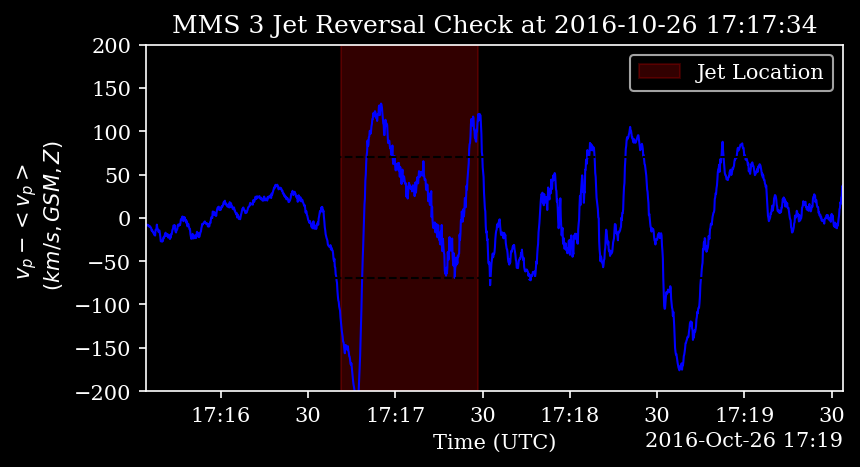 MMS 3 Jet Reversal Check at 2016-10-26 17:17:34
200
150
100
50
0
−50
−100
−150
−200
v_p − < v_p >
(km/s, GSM, Z)
Jet Location
17:16
30
17:17
30
17:18
30
17:19
30
Time (UTC)
2016-Oct-26 17:19